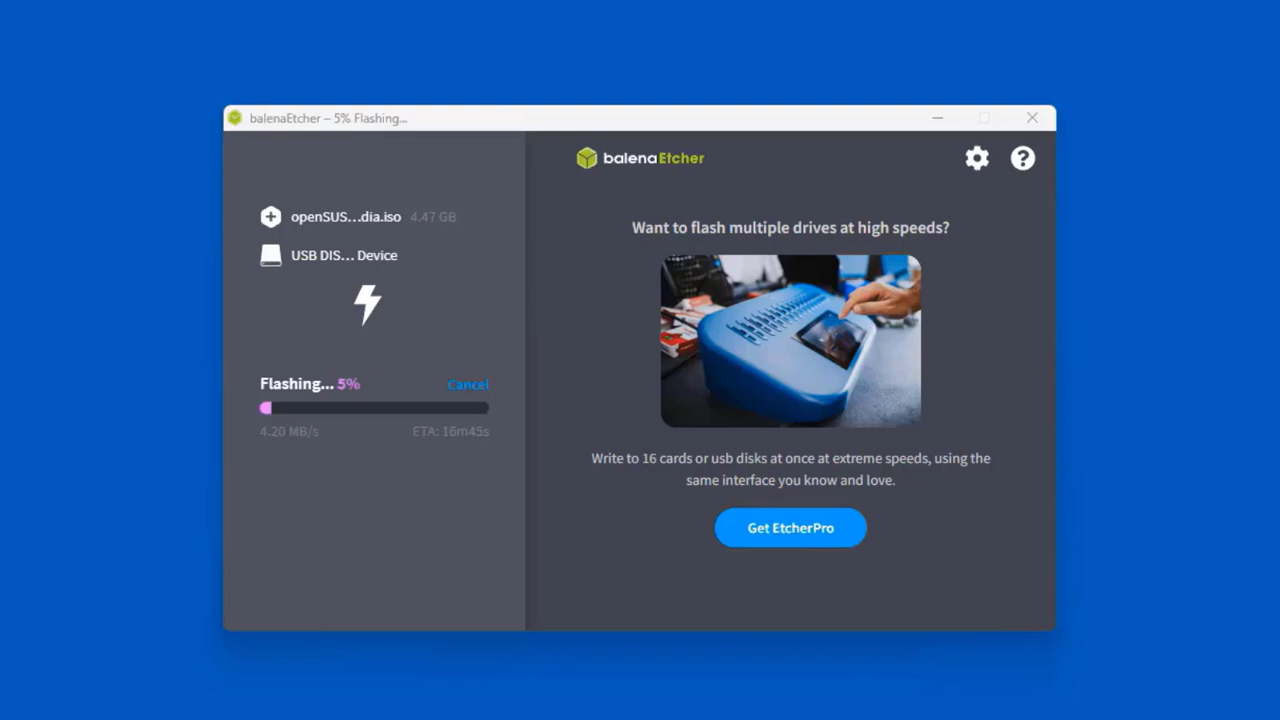 balenaEtcher – 5% Flashing...
balenaEtcher
openSUS...dia.iso 4.47 GB
USB DIS... Device
Flashing... 5% Cancel
4.20 MB/s ETA: 16m45s
Want to flash multiple drives at high speeds?
Write to 16 cards or usb disks at once at extreme speeds, using the
same interface you know and love.
Get EtcherPro